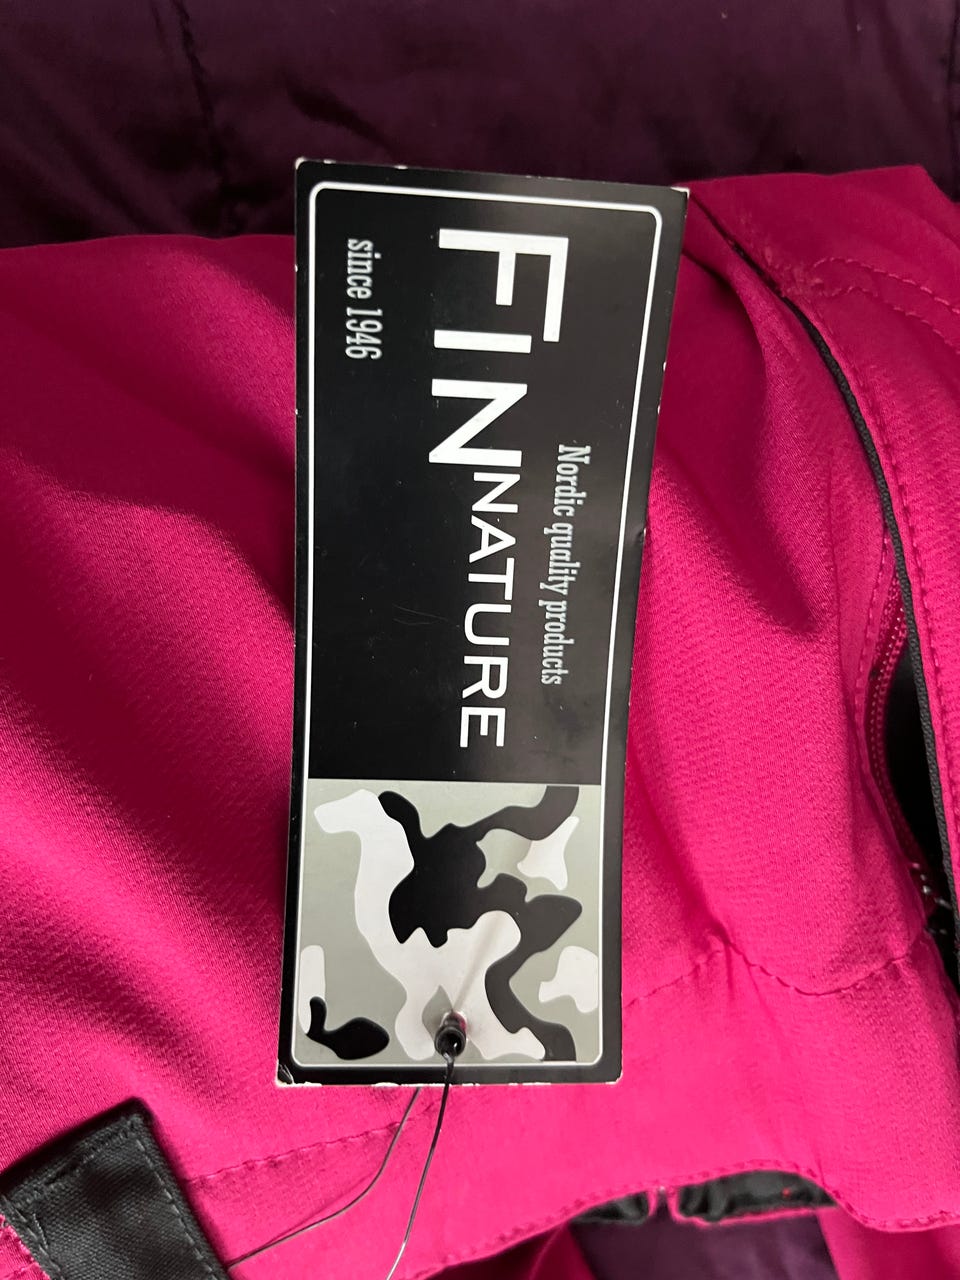 Nordic quality products
FINNATURE
since 1946